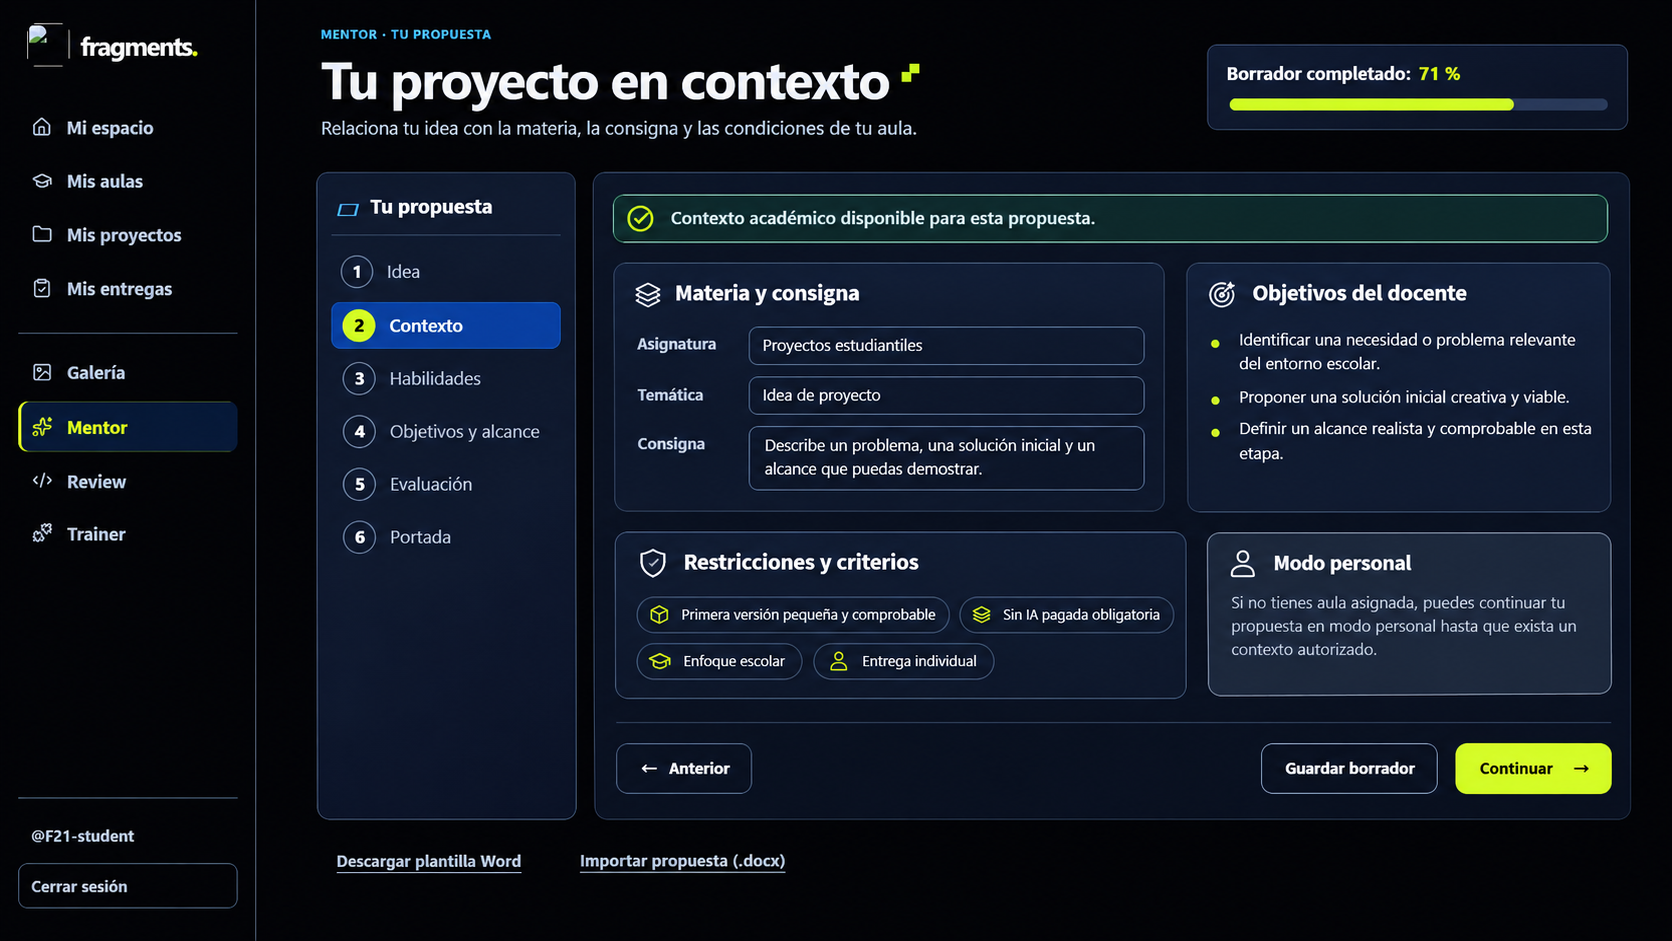 fragments.
Mi espacio
Mis aulas
Mis proyectos
Mis entregas
Galería
Mentor
Review
Trainer
@F21-student
Cerrar sesión
MENTOR · TU PROPUESTA
Tu proyecto en contexto
Relaciona tu idea con la materia, la consigna y las condiciones de tu aula.
Borrador completado: 71 %
Tu propuesta
1 Idea
2 Contexto
3 Habilidades
4 Objetivos y alcance
5 Evaluación
6 Portada
Contexto académico disponible para esta propuesta.
Materia y consigna
Asignatura Proyectos estudiantiles
Temática Idea de proyecto
Consigna Describe un problema, una solución inicial y un
alcance que puedas demostrar.
Objetivos del docente
Identificar una necesidad o problema relevante
del entorno escolar.
Proponer una solución inicial creativa y viable.
Definir un alcance realista y comprobable en esta
etapa.
Restricciones y criterios
Primera versión pequeña y comprobable
Sin IA pagada obligatoria
Enfoque escolar
Entrega individual
Modo personal
Si no tienes aula asignada, puedes continuar tu
propuesta en modo personal hasta que exista un
contexto autorizado.
← Anterior
Guardar borrador
Continuar →
Descargar plantilla Word
Importar propuesta (.docx)